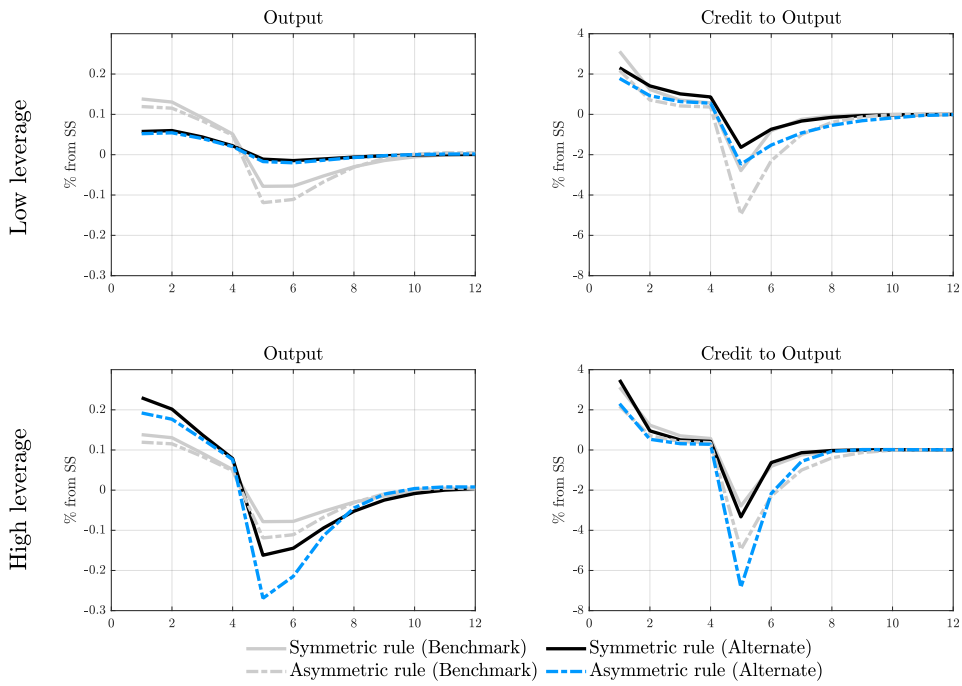 Output
Credit to Output
Low leverage
% from SS
0.2
0.1
0
-0.1
-0.2
-0.3
0 2 4 6 8 10 12
% from SS
4
2
0
-2
-4
-6
-8
0 2 4 6 8 10 12
Output
Credit to Output
High leverage
% from SS
0.2
0.1
0
-0.1
-0.2
-0.3
0 2 4 6 8 10 12
% from SS
4
2
0
-2
-4
-6
-8
0 2 4 6 8 10 12
Symmetric rule (Benchmark)
Symmetric rule (Alternate)
Asymmetric rule (Benchmark)
Asymmetric rule (Alternate)